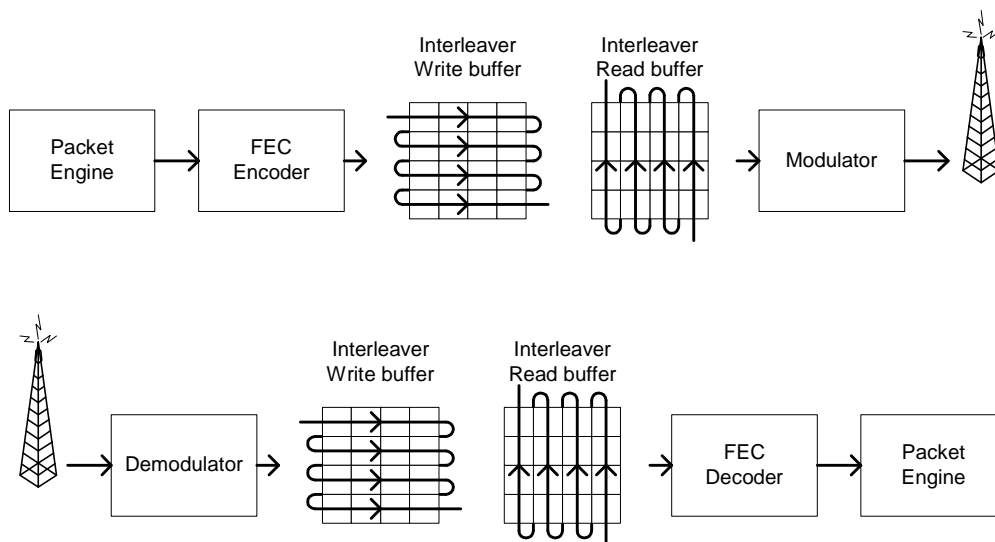 Interleaver
Write buffer
Interleaver
Read buffer
Packet
Engine
FEC
Encoder
Modulator
Interleaver
Write buffer
Interleaver
Read buffer
Demodulator
FEC
Decoder
Packet
Engine